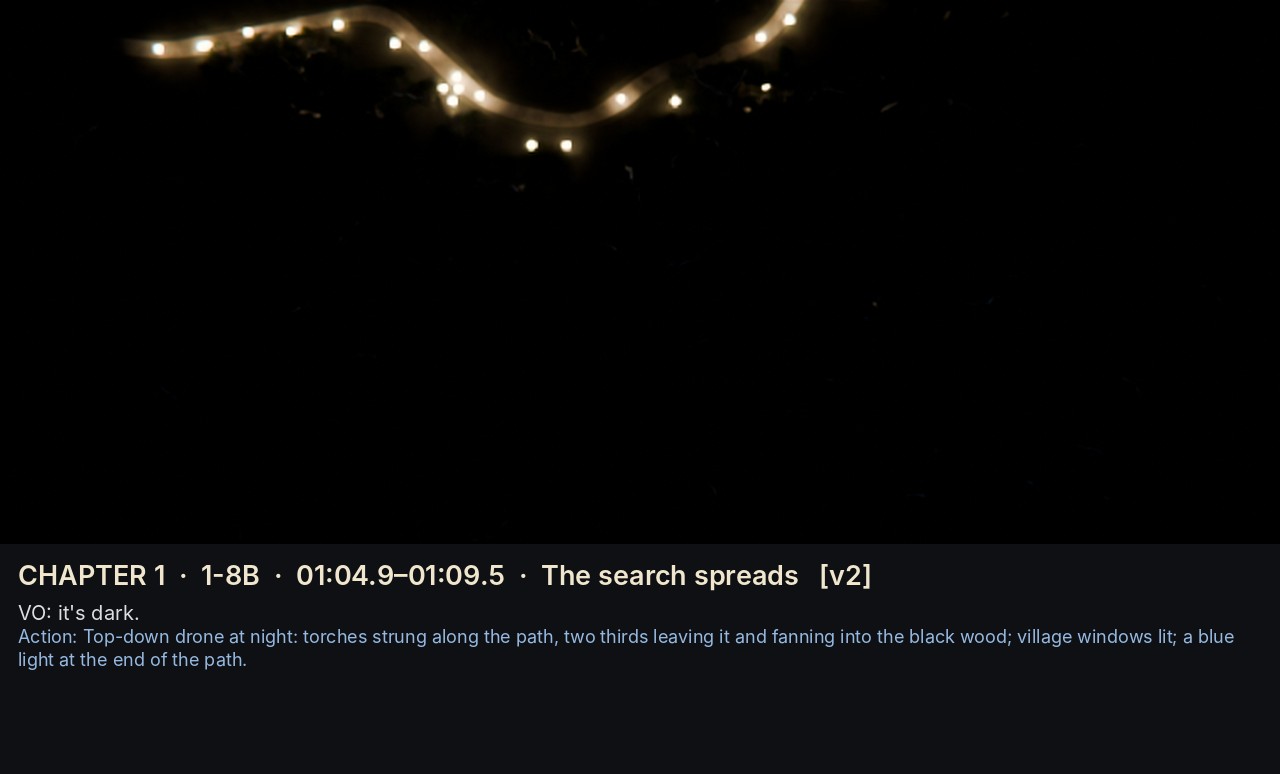 CHAPTER 1 · 1-8B · 01:04.9–01:09.5 · The search spreads [v2]
VO: it's dark.
Action: Top-down drone at night: torches strung along the path, two thirds leaving it and fanning into the black wood; village windows lit; a blue
light at the end of the path.